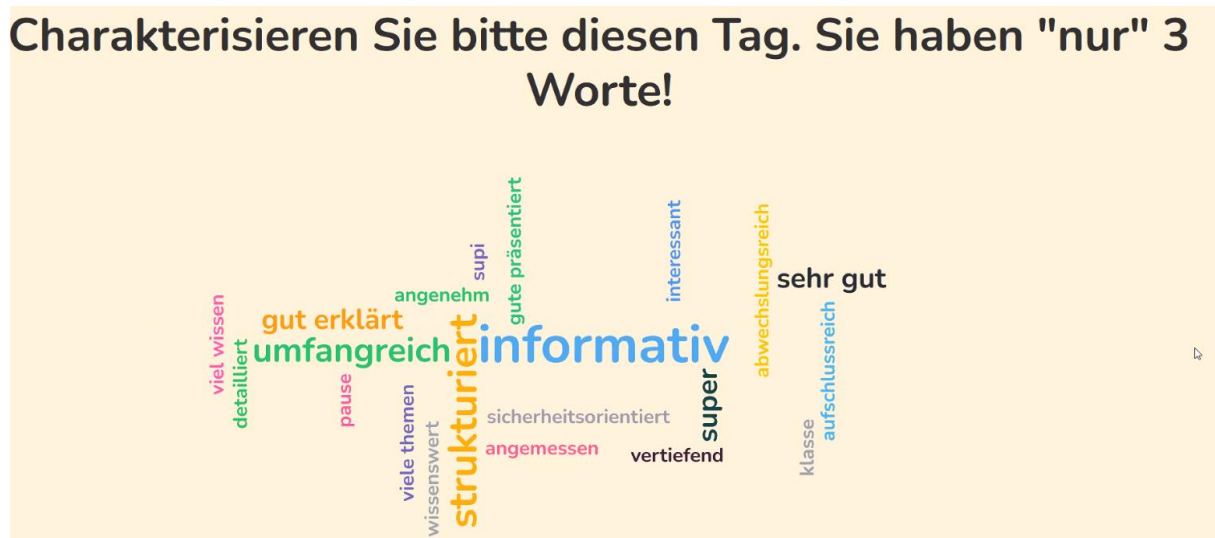 Charakterisieren Sie bitte diesen Tag. Sie haben "nur" 3
Worte!
gute präsentiert
interessant
abwechslungsreich
supi
sehr gut
angenehm
viel wissen
gut erklärt
aufschlussreich
strukturiert
informativ
umfangreich
detailliert
super
pause
viele themen
sicherheitsorientiert
klasse
wissenswert
angemessen
vertiefend